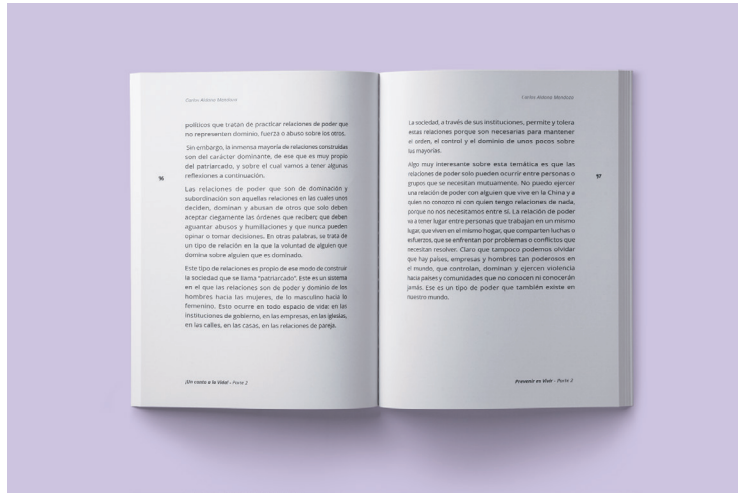 Carlos Aldana Mendoza
políticos que tratan de practicar relaciones de poder que
no representen dominio, fuerza o abuso sobre los otros.
Sin embargo, la inmensa mayoría de relaciones construidas
son del carácter dominante, de ese que es muy propio
del patriarcado, y sobre el cual vamos a tener algunas
reflexiones a continuación.
96
Las relaciones de poder que son de dominación y
subordinación son aquellas relaciones en las cuales unos
deciden, dominan y abusan de otros que solo deben
aceptar ciegamente las órdenes que reciben; que deben
aguantar abusos y humillaciones y que nunca pueden
opinar o tomar decisiones. En otras palabras, se trata de
un tipo de relación en la que la voluntad de alguien que
domina sobre alguien que es dominado.
Este tipo de relaciones es propio de ese modo de construir
la sociedad que se llama "patriarcado". Este es un sistema
en el que las relaciones son de poder y dominio de los
hombres hacia las mujeres, de lo masculino hacia lo
femenino. Esto ocurre en todo espacio de vida: en las
instituciones de gobierno, en las empresas, en las iglesias,
en las calles, en las casas, en las relaciones de pareja.
¡Un canto a la Vida! - Parte 2
Carlos Aldana Mendoza
La sociedad, a través de sus instituciones, permite y tolera
estas relaciones porque son necesarias para mantener
el orden, el control y el dominio de unos pocos sobre
las mayorías.
Algo muy interesante sobre esta temática es que las
relaciones de poder solo pueden ocurrir entre personas o
grupos que se necesitan mutuamente. No puedo ejercer
97
una relación de poder con alguien que vive en la China y a
quien no conozco ni con quien tengo relaciones de nada,
porque no nos necesitamos entre sí. La relación de poder
va a tener lugar entre personas que trabajan en un mismo
lugar, que viven en el mismo hogar, que comparten luchas o
esfuerzos, que se enfrentan por problemas o conflictos que
necesitan resolver. Claro que tampoco podemos olvidar
que hay países, empresas y hombres tan poderosos en
el mundo, que controlan, dominan y ejercen violencia
hacia países y comunidades que no conocen ni conocerán
jamás. Ese es un tipo de poder que también existe en
nuestro mundo.
Prevenir es Vivir - Parte 2